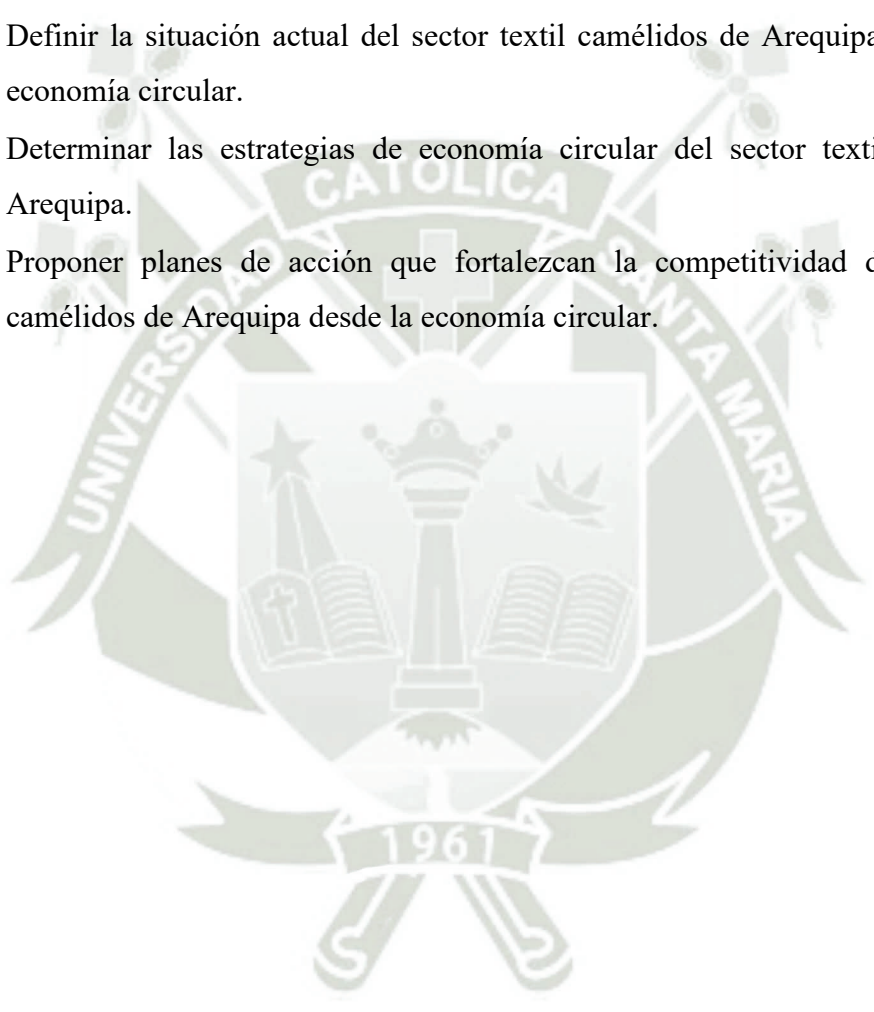 Definir la situación actual del sector textil camélidos de Arequipa
economía circular.
Determinar las estrategias de economía circular del sector texti
Arequipa.
Proponer planes de acción que fortalezcan la competitividad d
camélidos de Arequipa desde la economía circular.
UNIVERSIDAD CATOLICA SANTA MARIA
1961